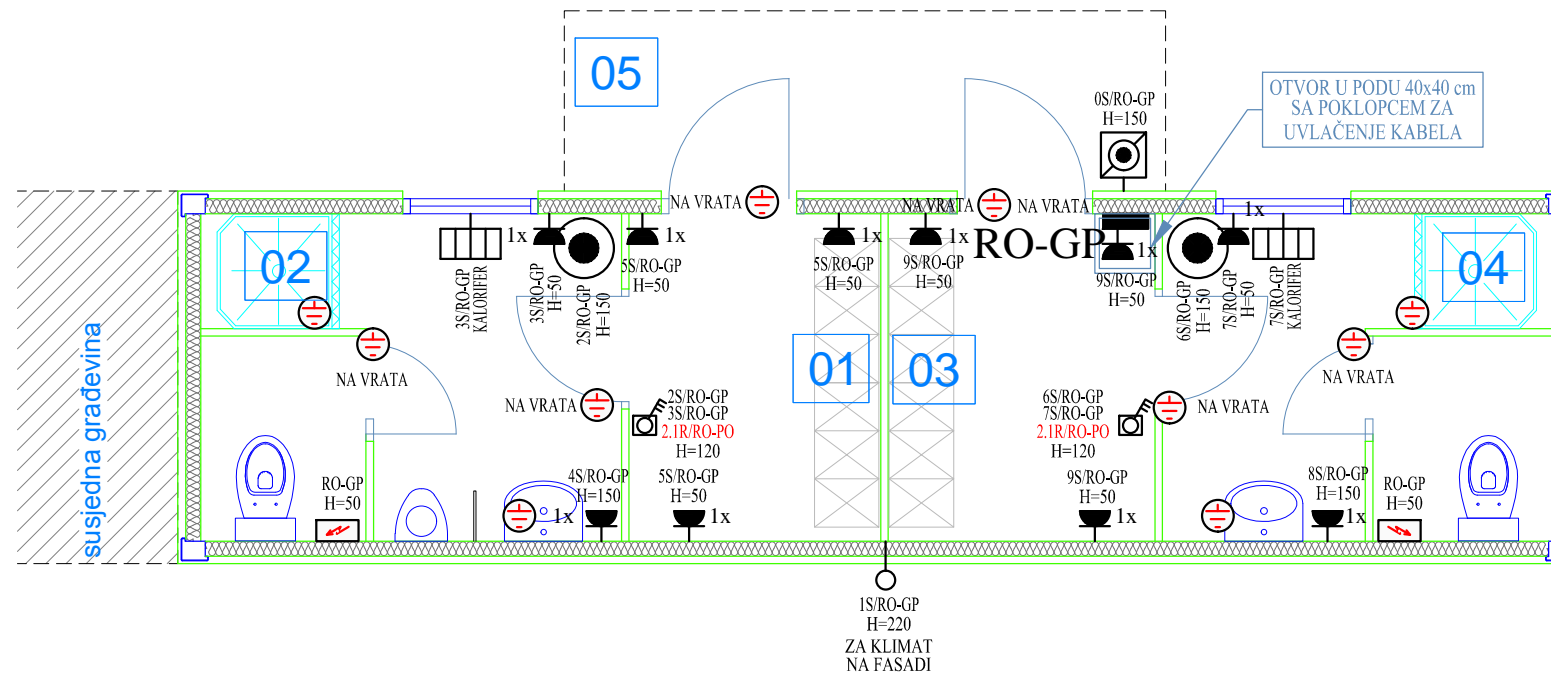 05
0S/RO-GP
H=150
OTVOR U PODU 40x40 cm
SA POKLOPCEM ZA
UVLAČENJE KABELA
NA VRATA
NA VRATA
NA VRATA
1x
1x
1x
1x
1x
1x
RO-GP
02
04
3S/RO-GP
KALORIFER
3S/RO-GP
H=50
2S/RO-GP
H=150
5S/RO-GP
H=50
5S/RO-GP
H=50
9S/RO-GP
H=50
9S/RO-GP
H=50
6S/RO-GP
H=150
7S/RO-GP
H=50
7S/RO-GP
KALORIFER
susjedna građevina
01
03
NA VRATA
NA VRATA
NA VRATA
NA VRATA
2S/RO-GP
3S/RO-GP
2.1R/RO-PO
H=120
6S/RO-GP
7S/RO-GP
2.1R/RO-PO
H=120
RO-GP
H=50
4S/RO-GP
H=150
5S/RO-GP
H=50
9S/RO-GP
H=50
8S/RO-GP
H=150
RO-GP
H=50
1x
1x
1x
1x
1S/RO-GP
H=220
ZA KLIMAT
NA FASADI